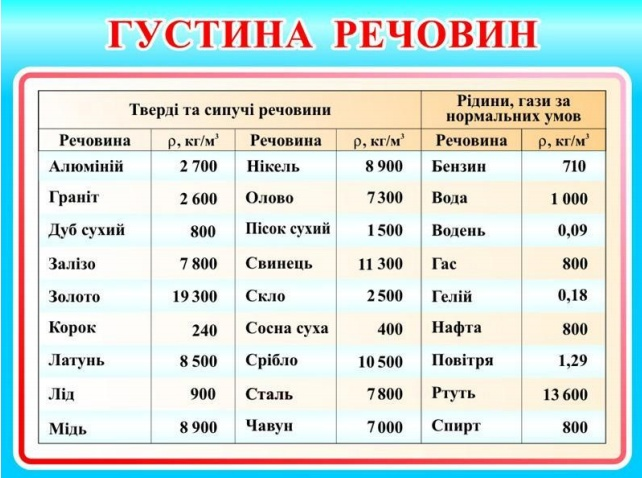 ГУСТИНА РЕЧОВИН
Тверді та сипучі речовини
Рідини, гази за
нормальних умов
Речовина ρ, кг/м³ Речовина ρ, кг/м³ Речовина ρ, кг/м³
Алюміній 2 700 Нікель 8 900 Бензин 710
Граніт 2 600 Олово 7 300 Вода 1 000
Дуб сухий 800 Пісок сухий 1 500 Водень 0,09
Залізо 7 800 Свинець 11 300 Гас 800
Золото 19 300 Скло 2 500 Гелій 0,18
Корок 240 Сосна суха 400 Нафта 800
Латунь 8 500 Срібло 10 500 Повітря 1,29
Лід 900 Сталь 7 800 Ртуть 13 600
Мідь 8 900 Чавун 7 000 Спирт 800